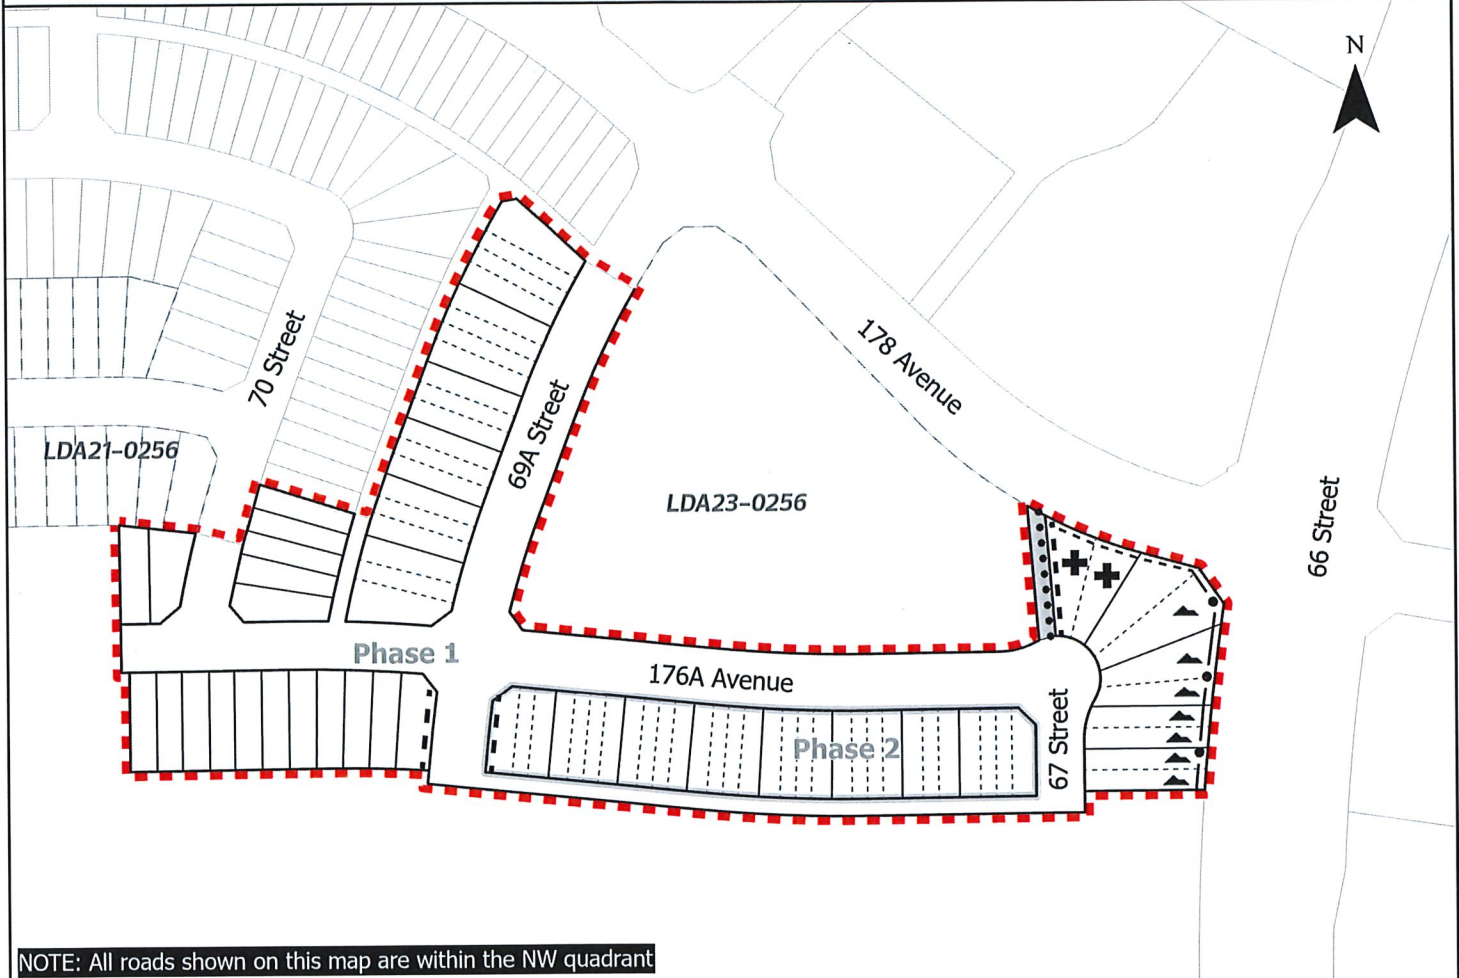 N
70 Street
178 Avenue
69A Street
LDA21-0256
LDA23-0256
66 Street
Phase 1
176A Avenue
67 Street
Phase 2
NOTE: All roads shown on this map are within the NW quadrant